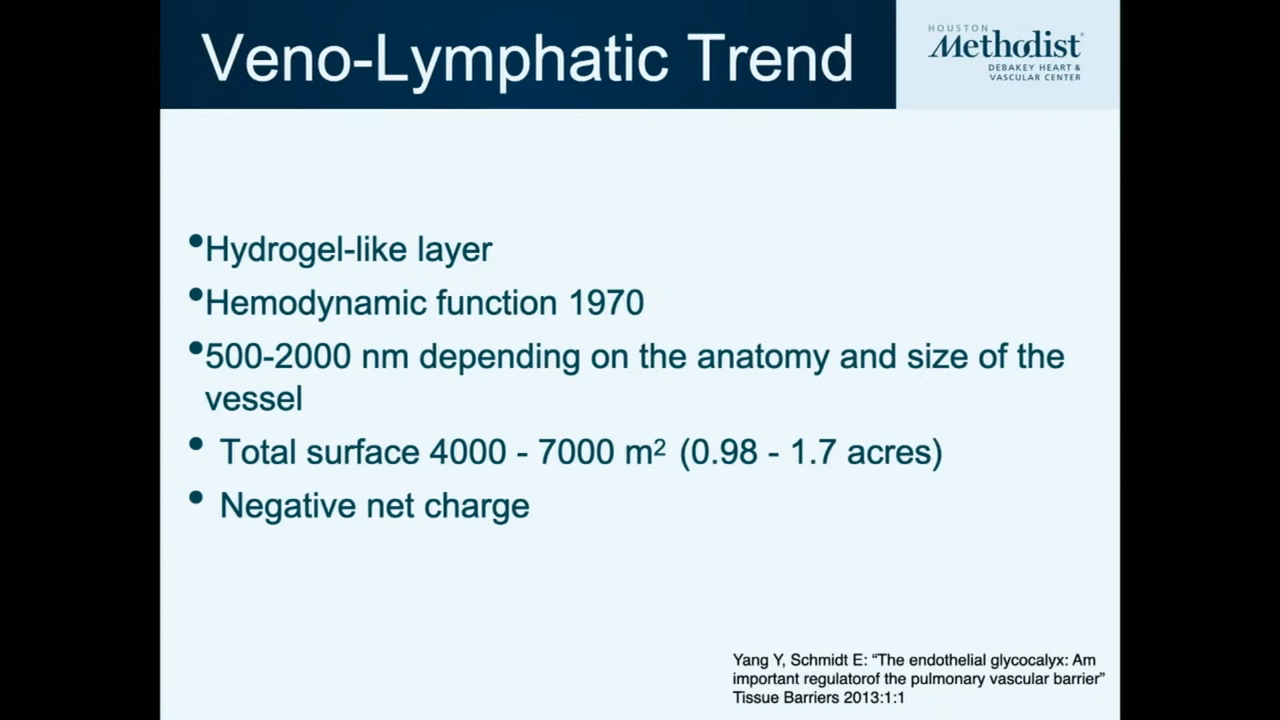 Veno-Lymphatic Trend
HOUSTON
Methodist®
DEBAKEY HEART &
VASCULAR CENTER
•Hydrogel-like layer
•Hemodynamic function 1970
•500-2000 nm depending on the anatomy and size of the
vessel
• Total surface 4000 - 7000 m² (0.98 - 1.7 acres)
• Negative net charge
Yang Y, Schmidt E: “The endothelial glycocalyx: Am
important regulatorof the pulmonary vascular barrier”
Tissue Barriers 2013:1:1